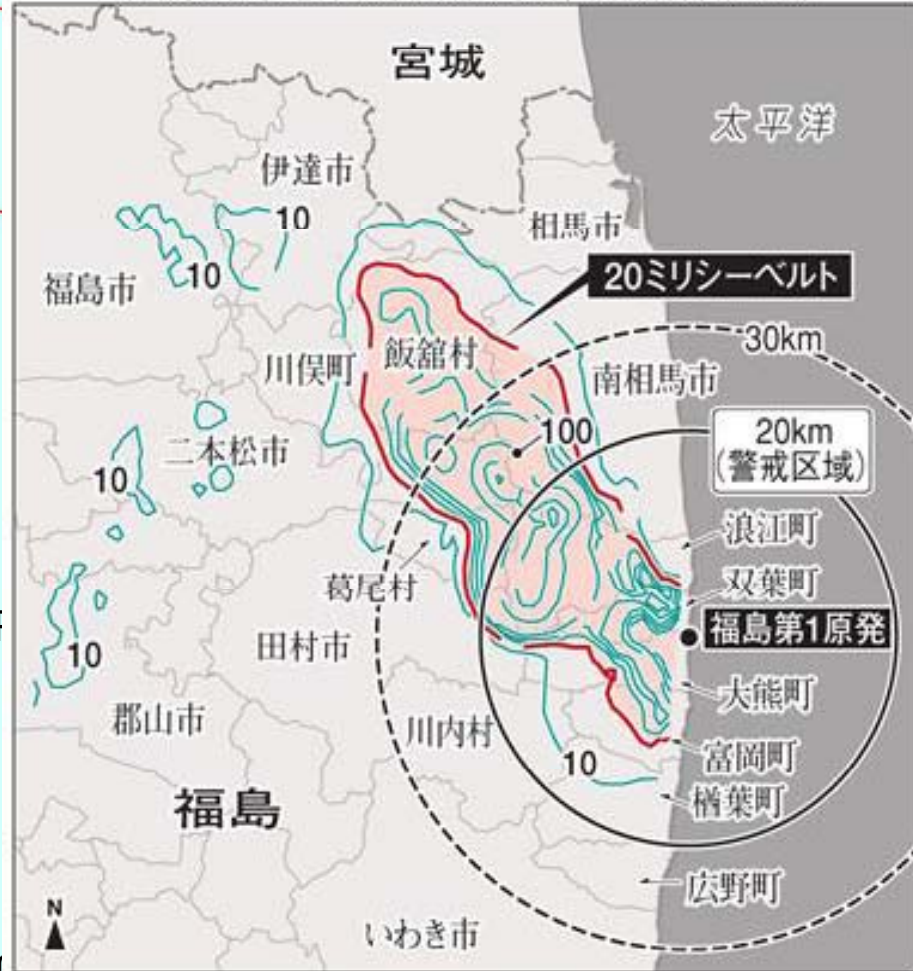 宮城
太平洋
伊達市
10
相馬市
10
福島市
20ミリシーベルト
30km
川俣町
飯舘村
南相馬市
100
20km
(警戒区域)
二本松市
10
浪江町
葛尾村
双葉町
福島第1原発
田村市
10
大熊町
郡山市
川内村
富岡町
10
楢葉町
福島
広野町
N
いわき市